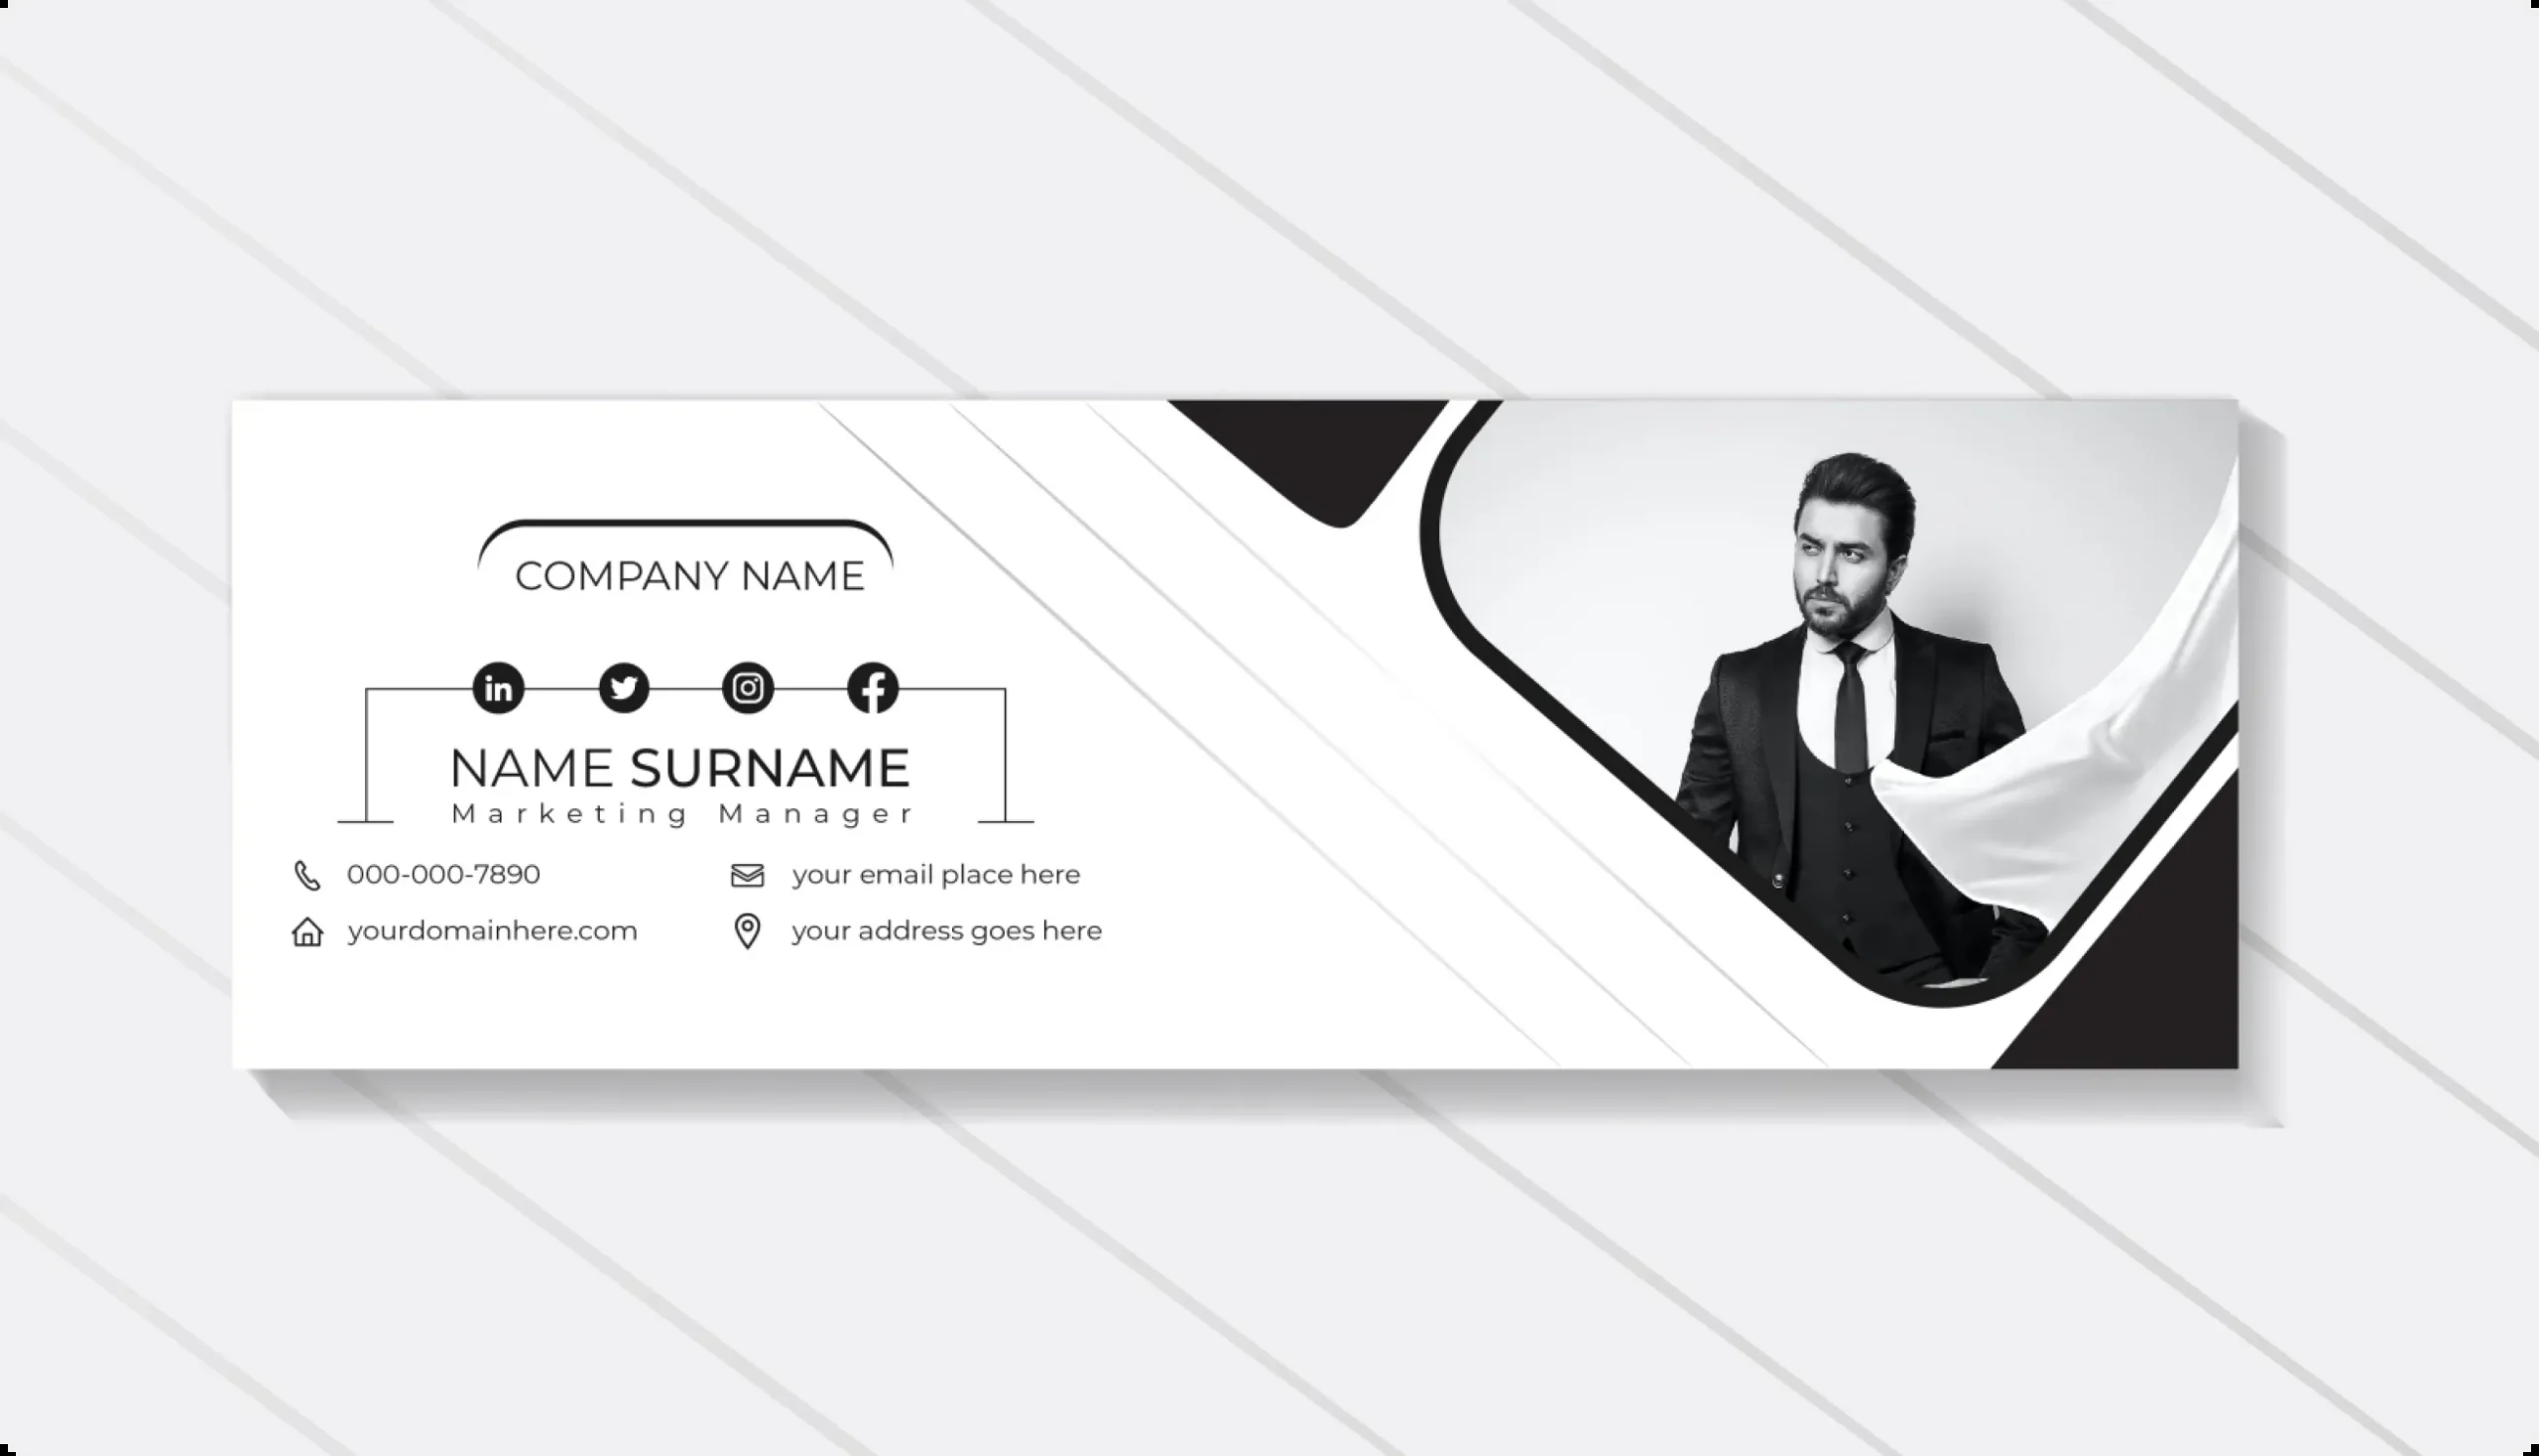 COMPANY NAME
in
NAME SURNAME
Marketing Manager
000-000-7890
your email place here
yourdomainhere.com
your address goes here